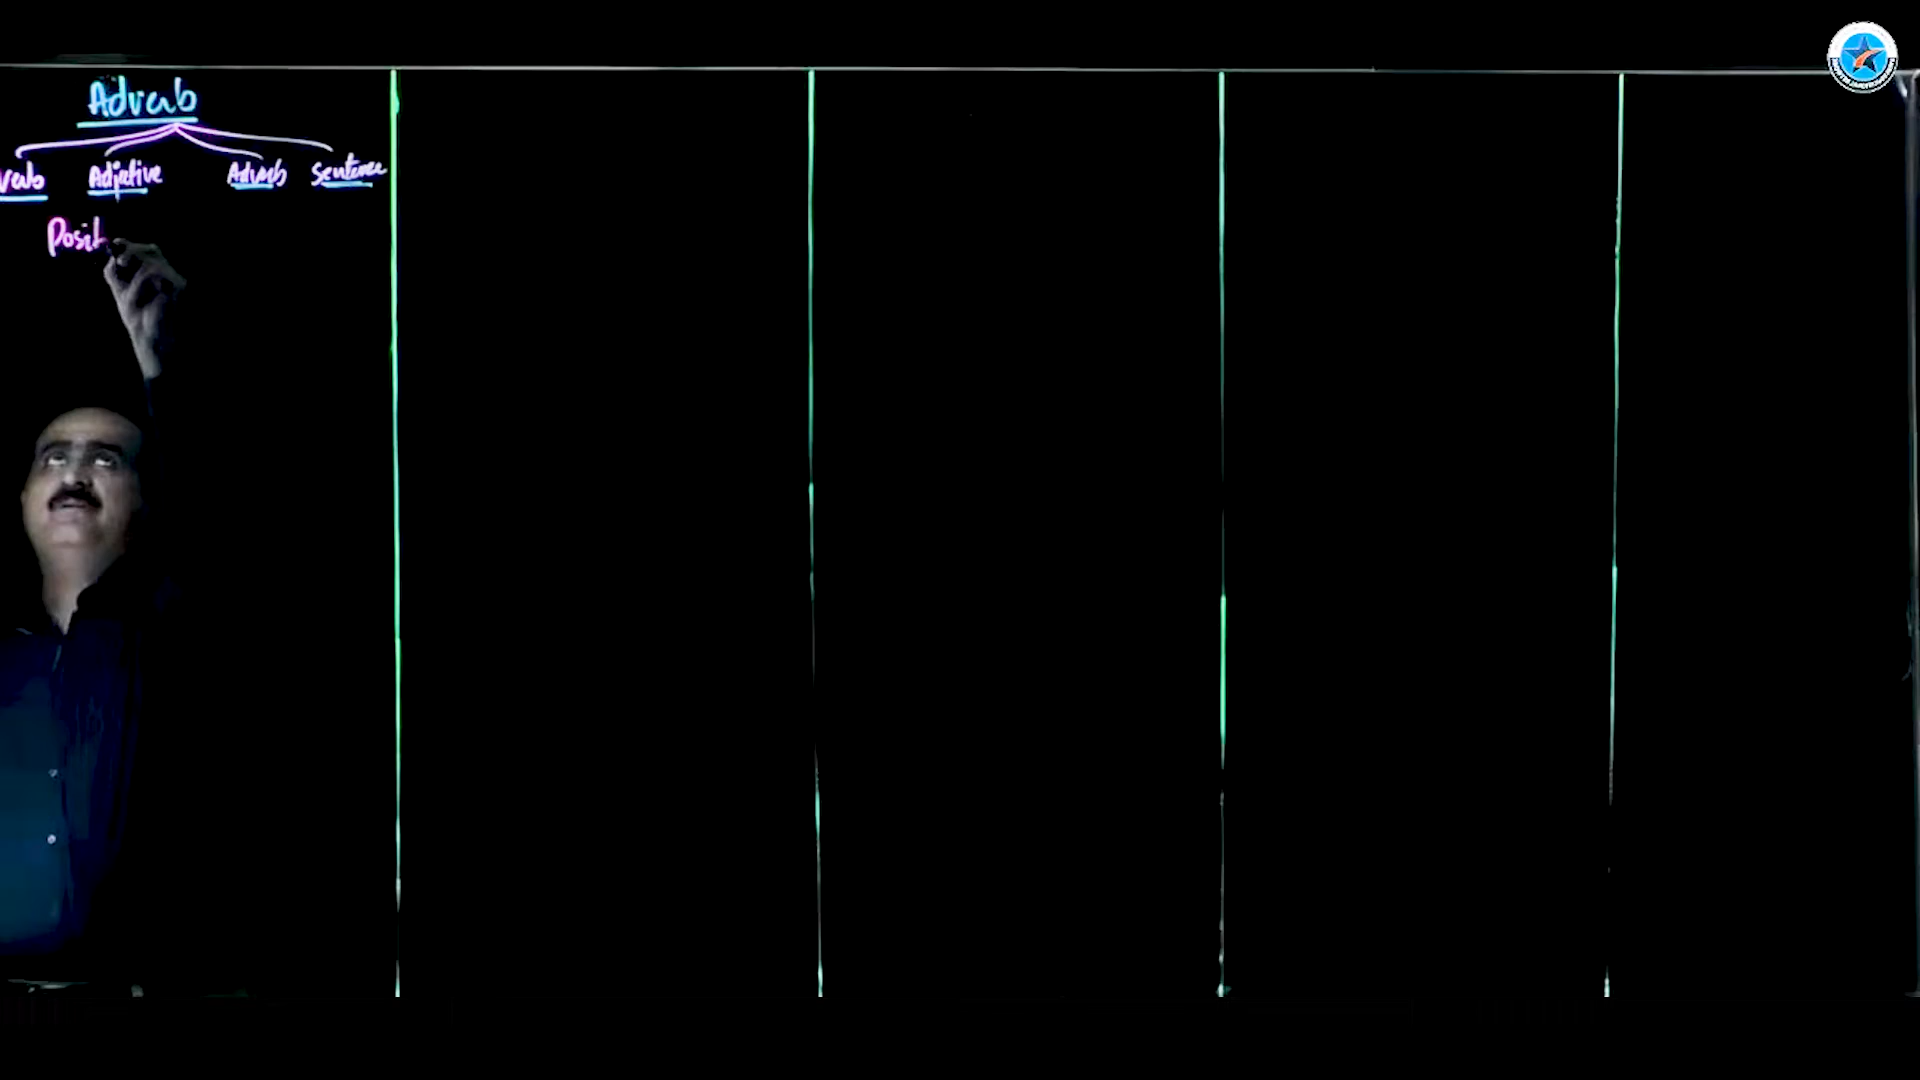 Adverb
verb Adjective Adverb Sentence
Posit